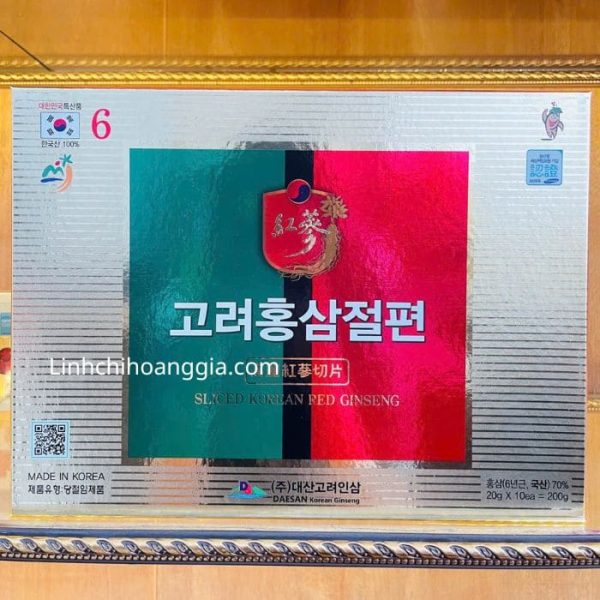 대한민국특산품
6
한국산 100%
紅蔘
고려홍삼절편
Linhchihoanggia.com
紅蔘切片
SLICED KOREAN RED GINSENG
MADE IN KOREA
제품유형:당절임제품
(주)대산고려인삼
DAESAN Korean Ginseng
홍삼(6년근, 국산) 70%
20g X 10ea = 200g